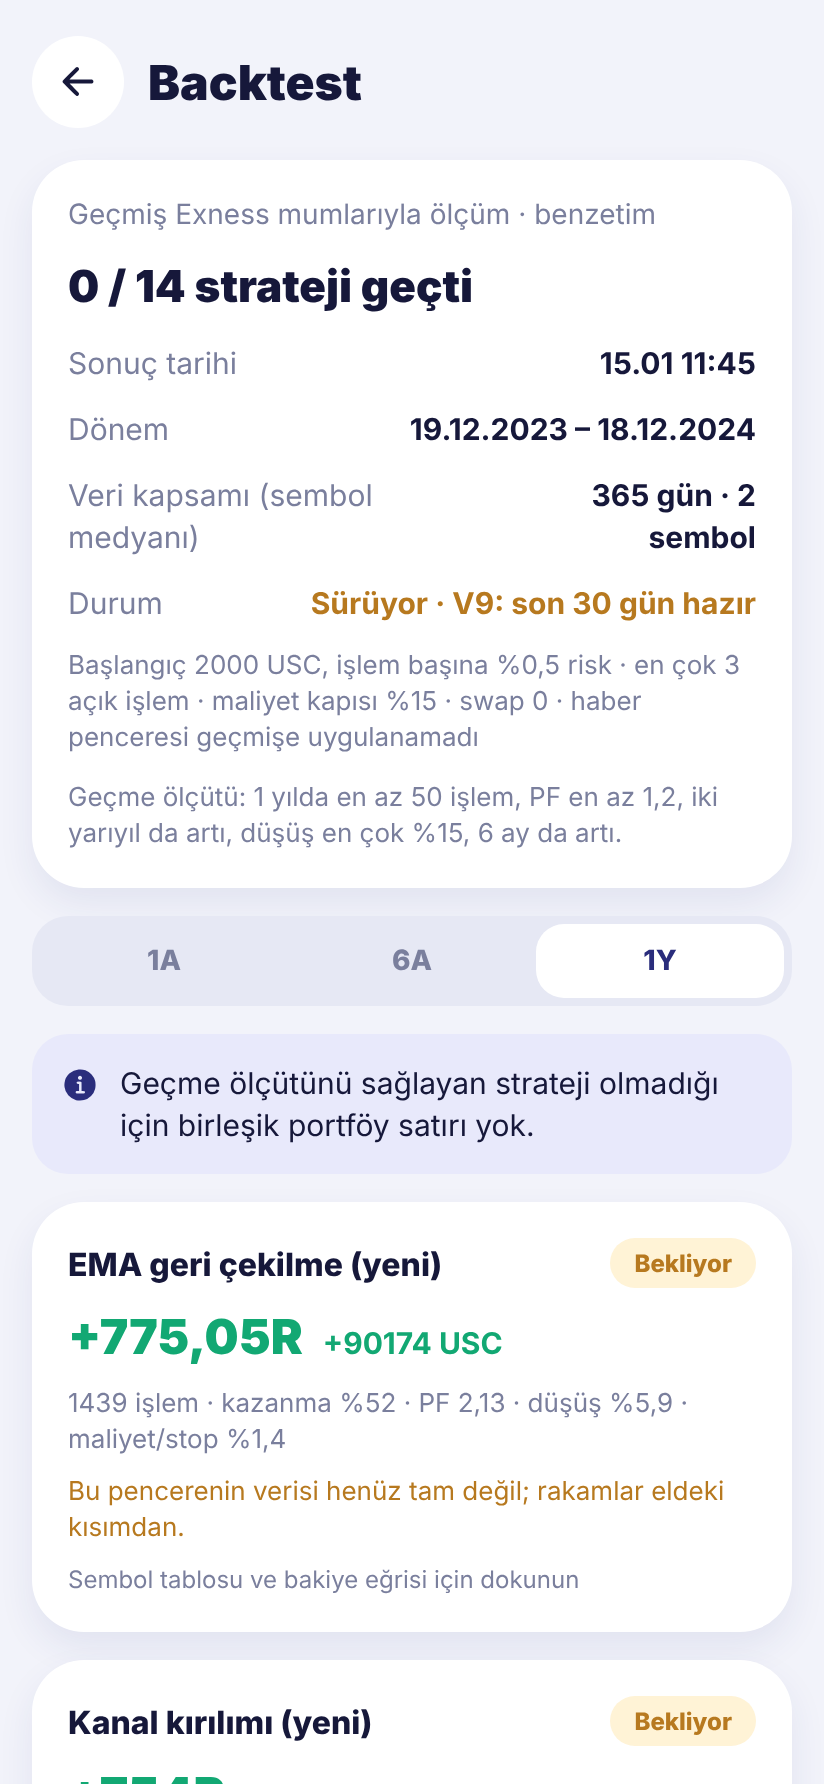 Backtest
Geçmiş Exness mumlarıyla ölçüm · benzetim
0 / 14 strateji geçti
Sonuç tarihi 15.01 11:45
Dönem 19.12.2023 – 18.12.2024
Veri kapsamı (sembol 365 gün · 2
medyanı) sembol
Durum Sürüyor · V9: son 30 gün hazır
Başlangıç 2000 USC, işlem başına %0,5 risk · en çok 3
açık işlem · maliyet kapısı %15 · swap 0 · haber
penceresi geçmişe uygulanamadı
Geçme ölçütü: 1 yılda en az 50 işlem, PF en az 1,2, iki
yarıyıl da artı, düşüş en çok %15, 6 ay da artı.
1A 6A 1Y
Geçme ölçütünü sağlayan strateji olmadığı
için birleşik portföy satırı yok.
EMA geri çekilme (yeni) Bekliyor
+775,05R +90174 USC
1439 işlem · kazanma %52 · PF 2,13 · düşüş %5,9 ·
maliyet/stop %1,4
Bu pencerenin verisi henüz tam değil; rakamlar eldeki
kısımdan.
Sembol tablosu ve bakiye eğrisi için dokunun
Kanal kırılımı (yeni) Bekliyor